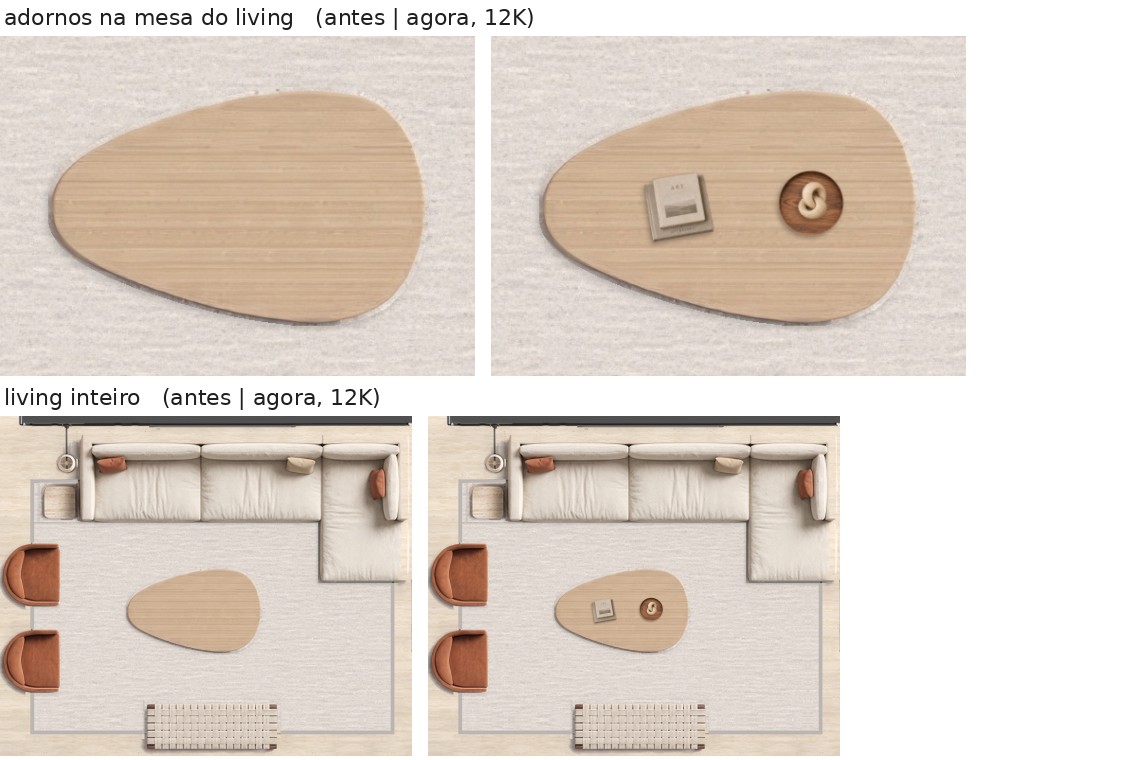 adornos na mesa do living   (antes | agora, 12K)
living inteiro   (antes | agora, 12K)